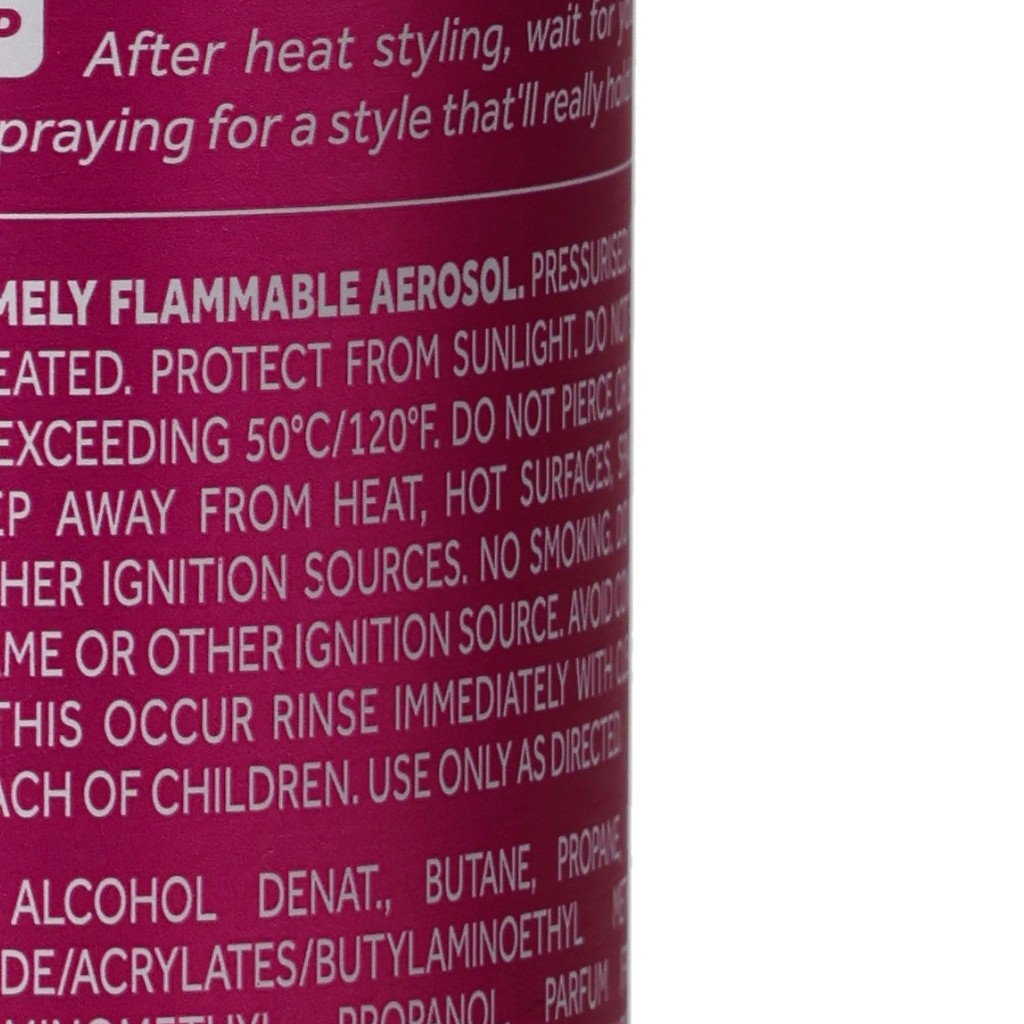 P
After heat styling, wait for
praying for a style that'll really hold
MELY FLAMMABLE AEROSOL. PRESSURISED
EATED. PROTECT FROM SUNLIGHT. DO NOT
EXCEEDING 50°C/120°F. DO NOT PIERCE OR
EP AWAY FROM HEAT, HOT SURFACES,
HER IGNITION SOURCES. NO SMOKING.
AME OR OTHER IGNITION SOURCE. AVOID
THIS OCCUR RINSE IMMEDIATELY WITH
ACH OF CHILDREN. USE ONLY AS DIRECTED.
ALCOHOL DENAT., BUTANE, PROPANE,
DE/ACRYLATES/BUTYLAMINOETHYL
MINOMETHYL PROPANOL, PARFUM